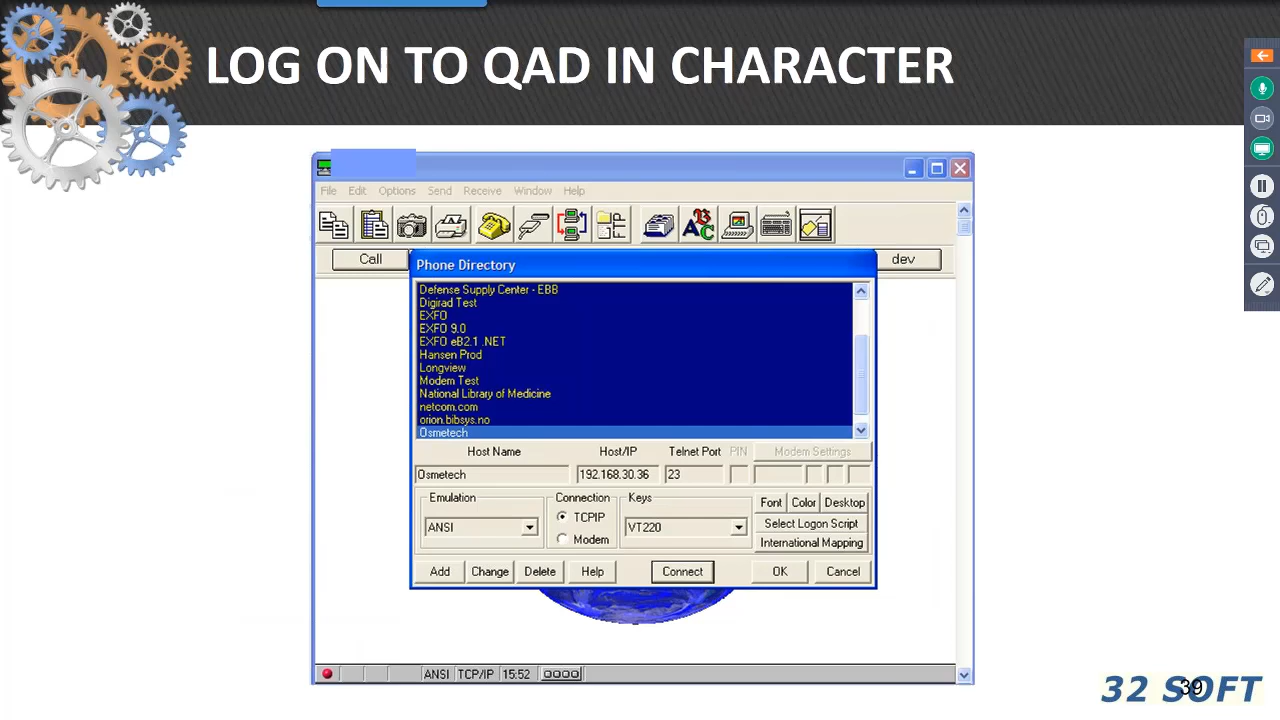 LOG ON TO QAD IN CHARACTER
File Edit Options Send Receive Window Help
Call
dev
Phone Directory
Defense Supply Center - EBB
Digirad Test
EXFO
EXFO 9.0
EXFO eB2.1 .NET
Hansen Prod
Longview
Modem Test
National Library of Medicine
netcom.com
orion.bibsys.no
Osmetech
Host Name Host/IP Telnet Port PIN Modem Settings
Osmetech 192.168.30.36 23
Emulation Connection Keys Font Color Desktop
ANSI TCPIP VT220 Select Logon Script
Modem International Mapping
Add Change Delete Help Connect OK Cancel
ANSI TCP/IP 15:52
32 SOFT
39